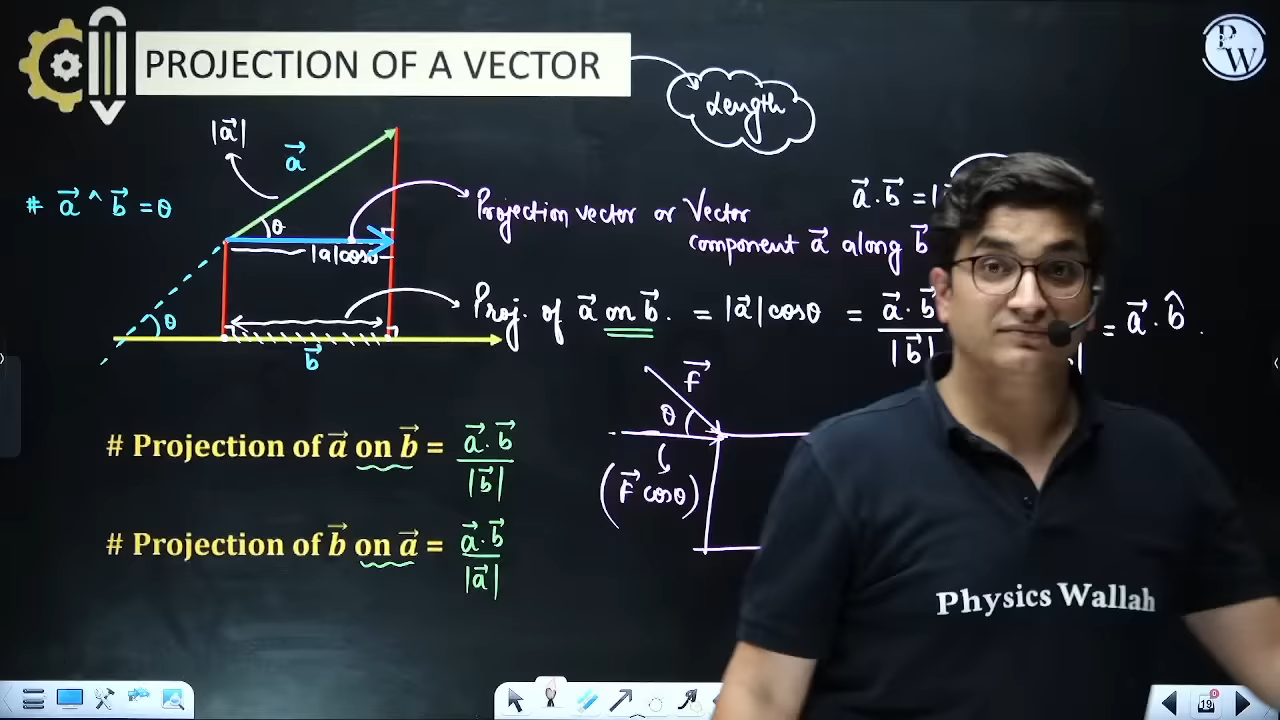 PROJECTION OF A VECTOR
PW
Length
|a⃗|
a⃗
# a⃗ ^ b⃗ = θ
θ
|a|cosθ
θ
b⃗
Projection vector or Vector
component a⃗ along b⃗
a⃗.b⃗ = |
Proj. of a⃗ on b⃗. = |a⃗|cosθ = a⃗.b⃗/|b⃗| = a⃗.b̂.
F⃗
θ
(F⃗ cosθ)
# Projection of a⃗ on b⃗ = a⃗.b⃗/|b⃗|
# Projection of b⃗ on a⃗ = a⃗.b⃗/|a⃗|
Physics Wallah
19